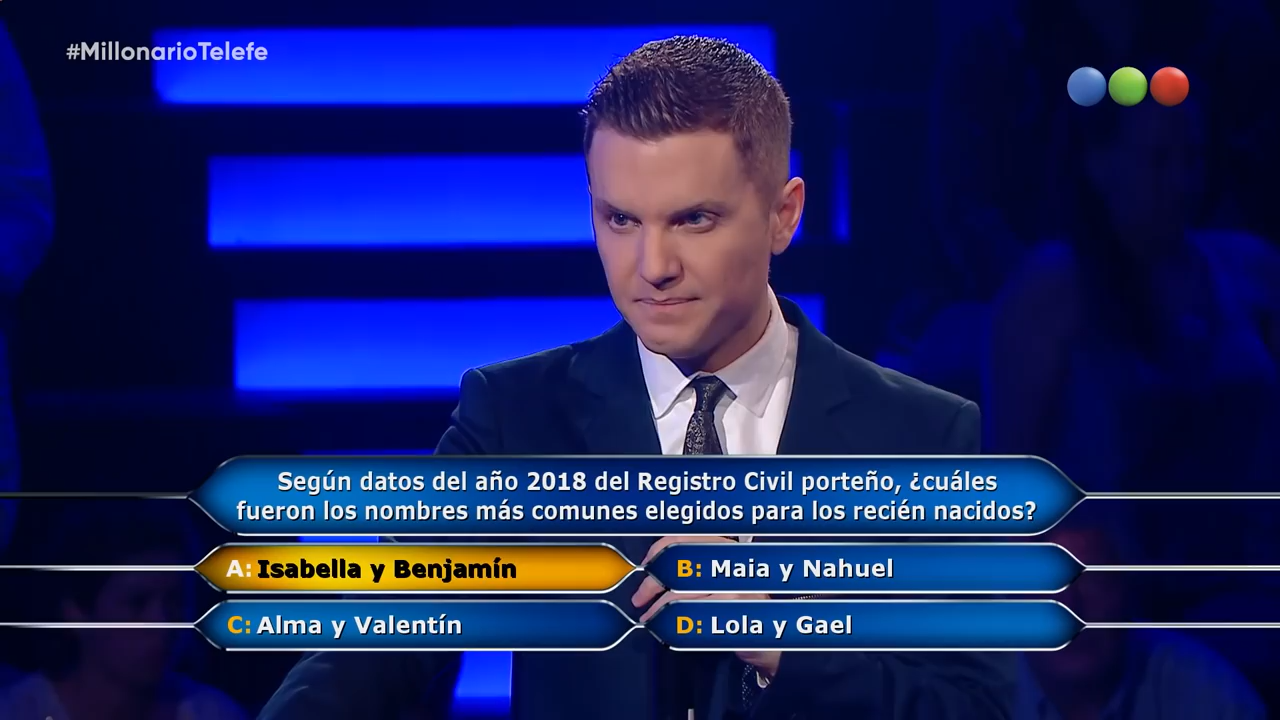 #MillonarioTelefe
Según datos del año 2018 del Registro Civil porteño, ¿cuáles
fueron los nombres más comunes elegidos para los recién nacidos?
A: Isabella y Benjamín
B: Maia y Nahuel
C: Alma y Valentín
D: Lola y Gael